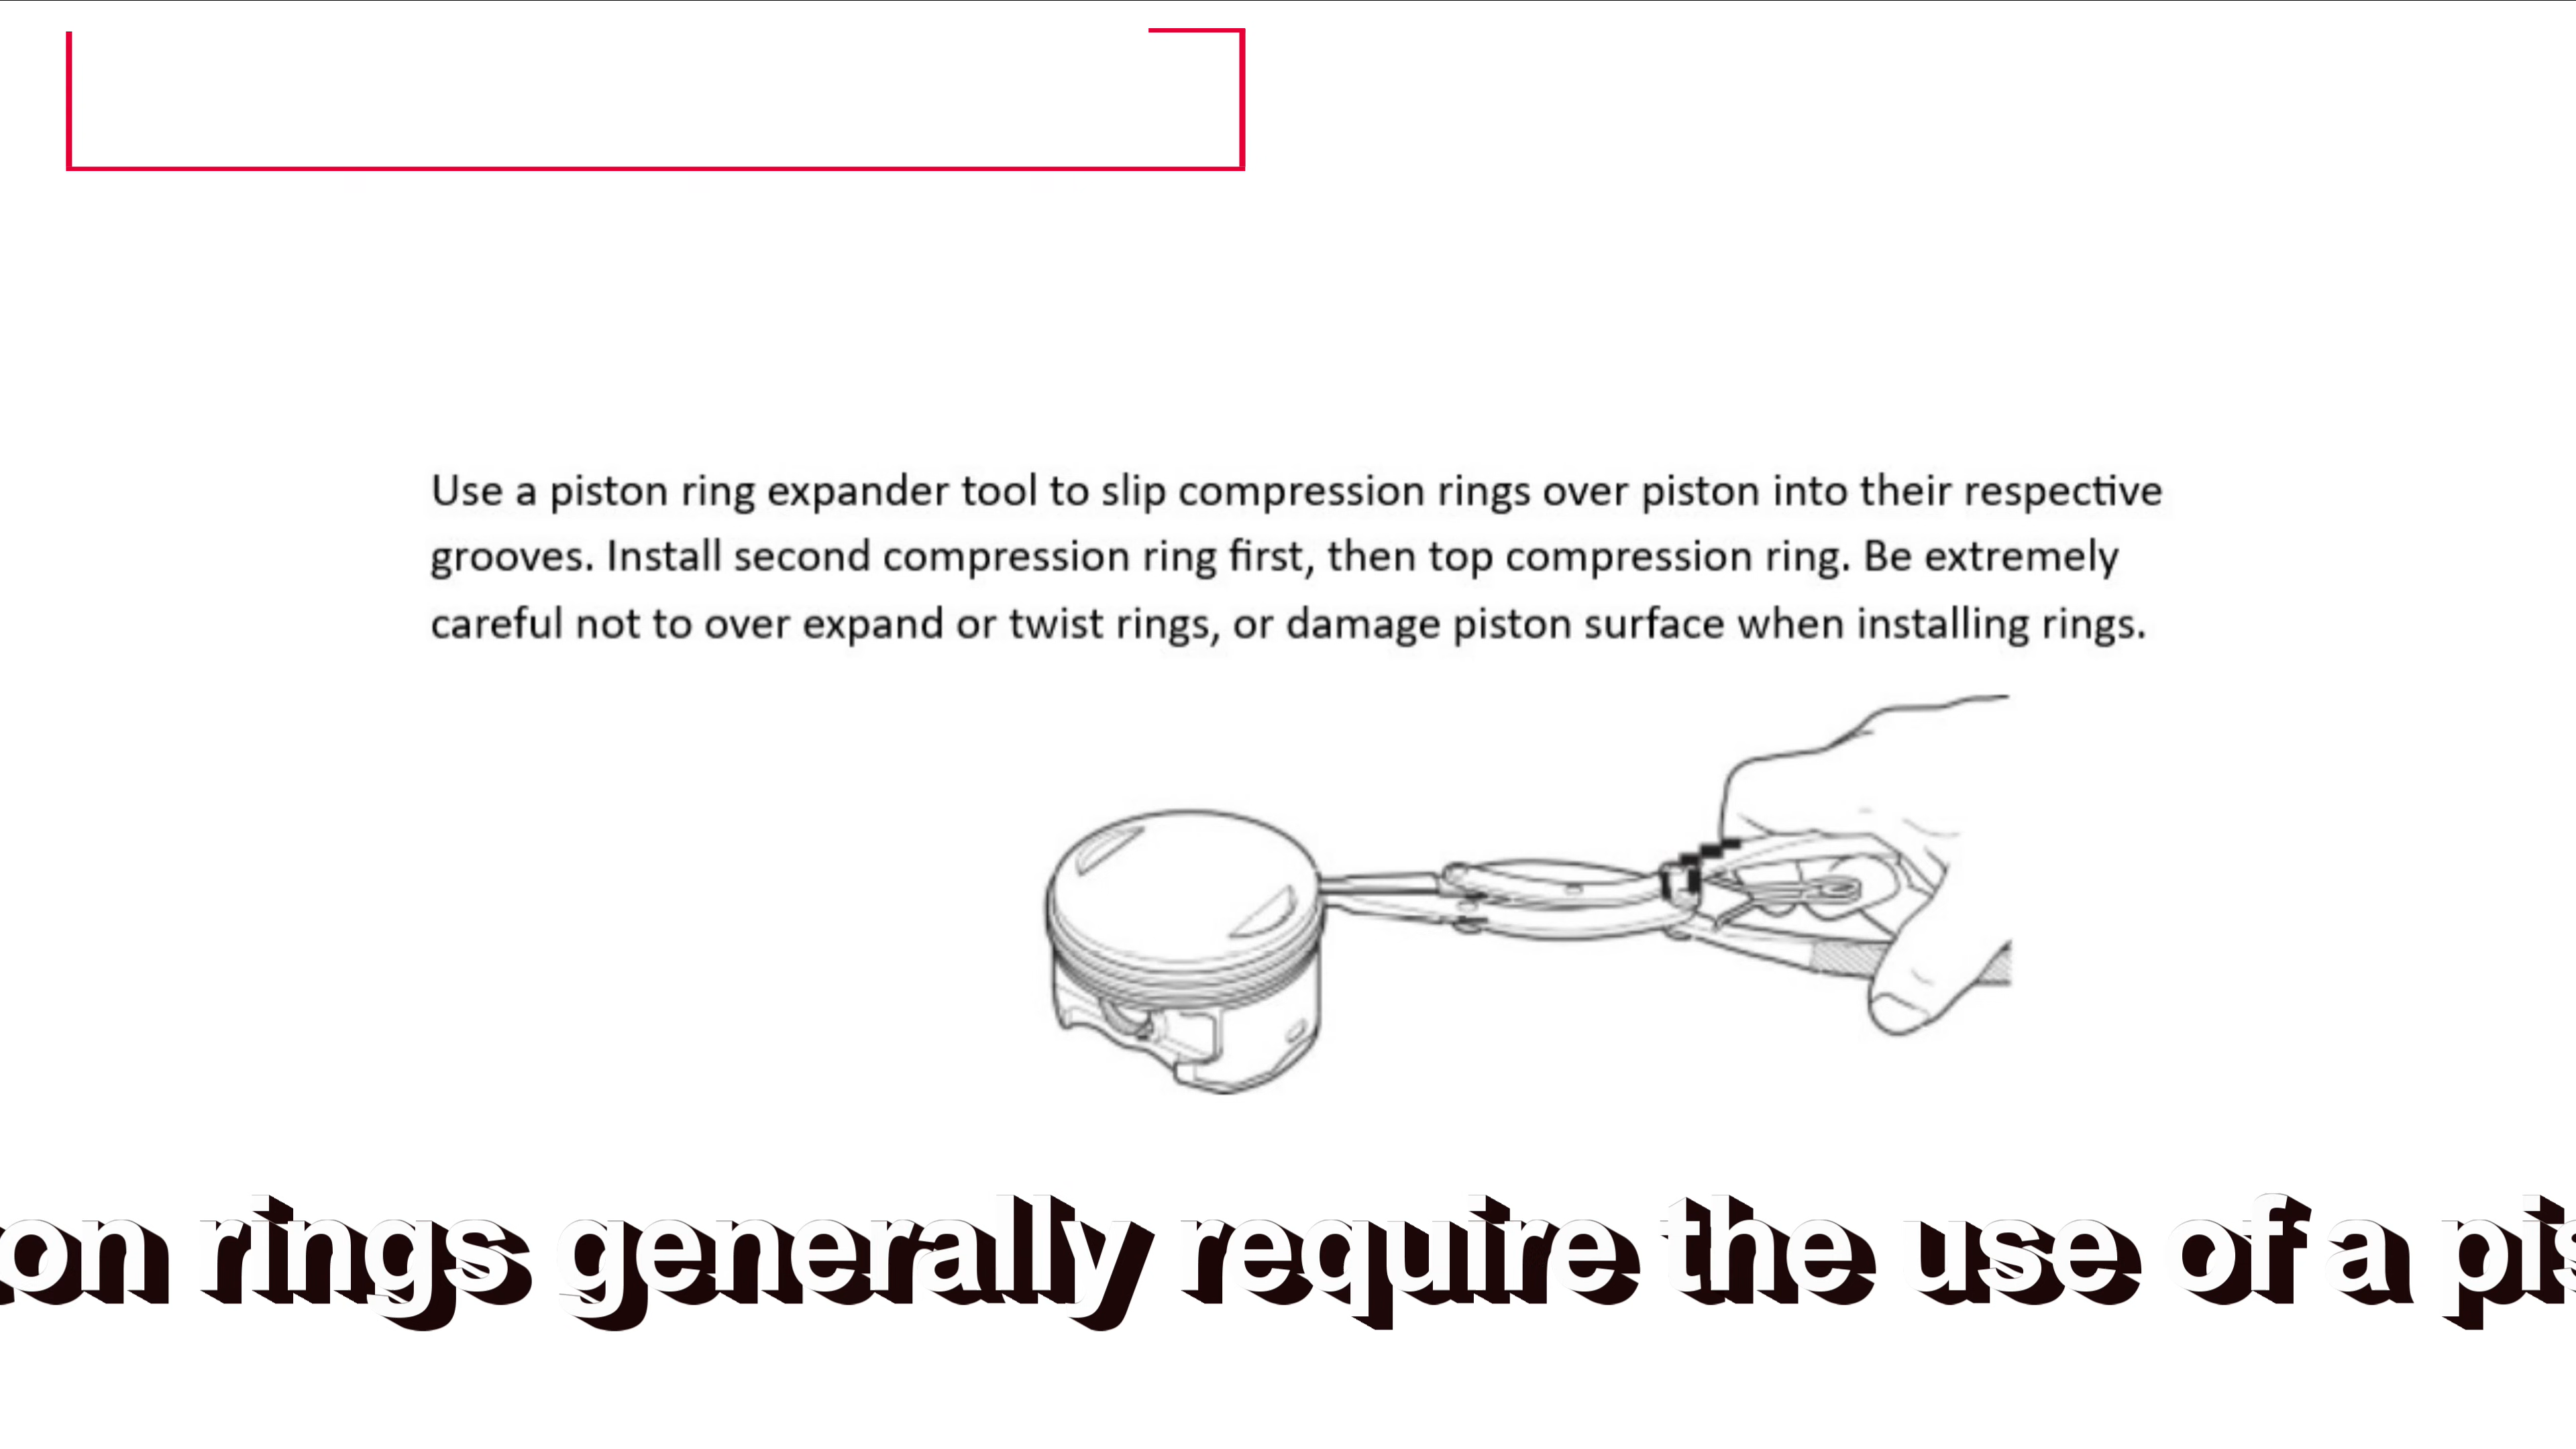 Use a piston ring expander tool to slip compression rings over piston into their respective
grooves. Install second compression ring first, then top compression ring. Be extremely
careful not to over expand or twist rings, or damage piston surface when installing rings.
on rings generally require the use of a pis